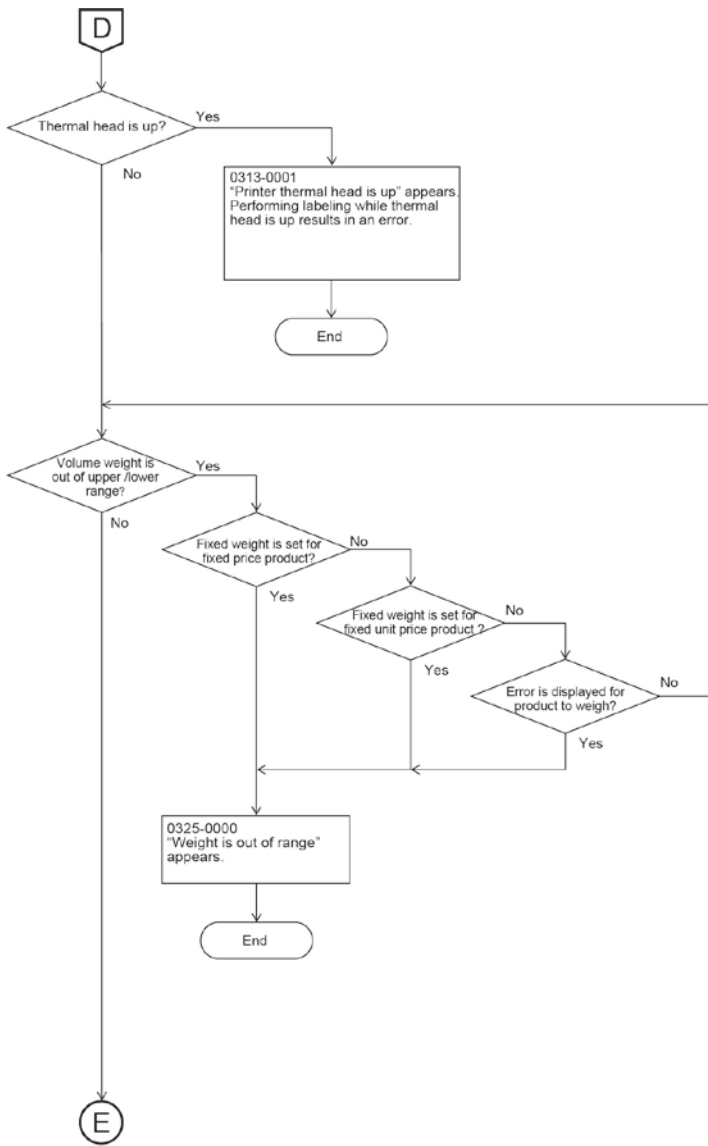 D
Thermal head is up?
Yes
No
0313-0001
“Printer thermal head is up” appears.
Performing labeling while thermal
head is up results in an error.
End
Volume weight is
out of upper /lower
range?
Yes
No
Fixed weight is set for
fixed price product?
No
Yes
Fixed weight is set for
fixed unit price product ?
No
Yes
Error is displayed for
product to weigh?
No
Yes
0325-0000
“Weight is out of range”
appears.
End
E